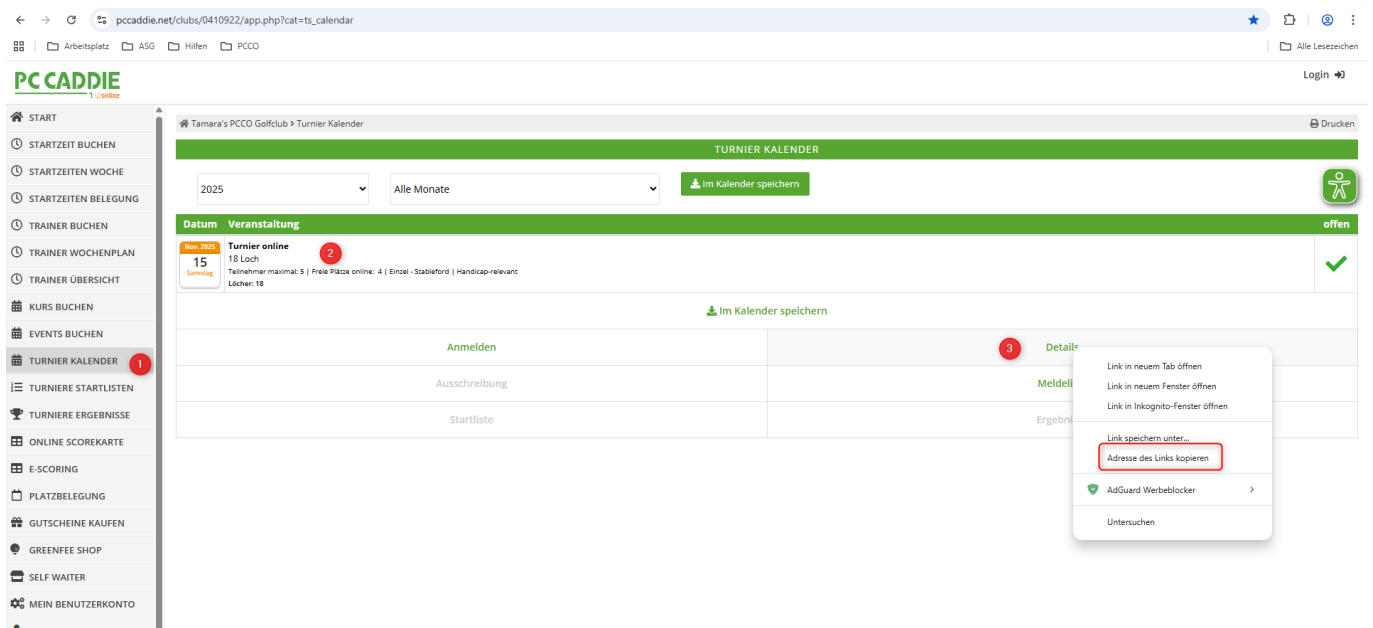 pccaddie.net/clubs/0410922/app.php?cat=ts_calendar
Arbeitsplatz ASG Hilfen PCCO Alle Lesezeichen
PC CADDIE
://online
Login
START
Tamara's PCCO Golfclub > Turnier Kalender Drucken
STARTZEIT BUCHEN
TURNIER KALENDER
STARTZEITEN WOCHE
2025 Alle Monate Im Kalender speichern
STARTZEITEN BELEGUNG
TRAINER BUCHEN
Datum Veranstaltung offen
TRAINER WOCHENPLAN
Nov. 2025
15
Samstag
Turnier online
18 Loch
2
Teilnehmer maximal: 5 | Freie Plätze online: 4 | Einzel - Stableford | Handicap-relevant
Löcher: 18
TRAINER ÜBERSICHT
KURS BUCHEN
Im Kalender speichern
EVENTS BUCHEN
Anmelden 3 Details
TURNIER KALENDER 1
Link in neuem Tab öffnen
TURNIERE STARTLISTEN
Ausschreibung Meldeli
Link in neuem Fenster öffnen
Link in Inkognito-Fenster öffnen
TURNIERE ERGEBNISSE
Startliste Ergebni
ONLINE SCOREKARTE
Link speichern unter...
Adresse des Links kopieren
E-SCORING
AdGuard Werbeblocker
PLATZBELEGUNG
GUTSCHEINE KAUFEN
Untersuchen
GREENFEE SHOP
SELF WAITER
MEIN BENUTZERKONTO